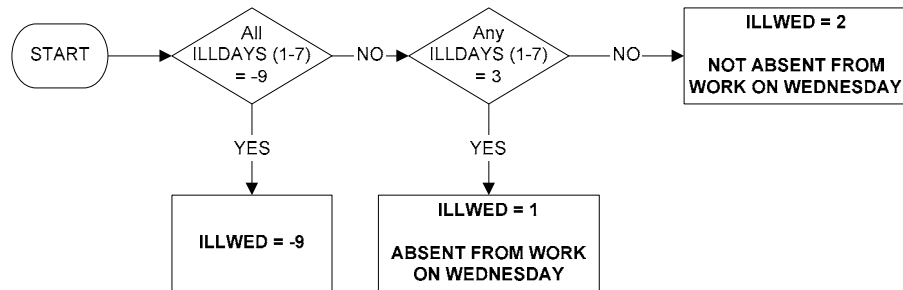 START
All
ILLDAYS (1-7)
= -9
NO
Any
ILLDAYS (1-7)
= 3
NO
ILLWED = 2
NOT ABSENT FROM
WORK ON WEDNESDAY
YES
YES
ILLWED = -9
ILLWED = 1
ABSENT FROM WORK
ON WEDNESDAY